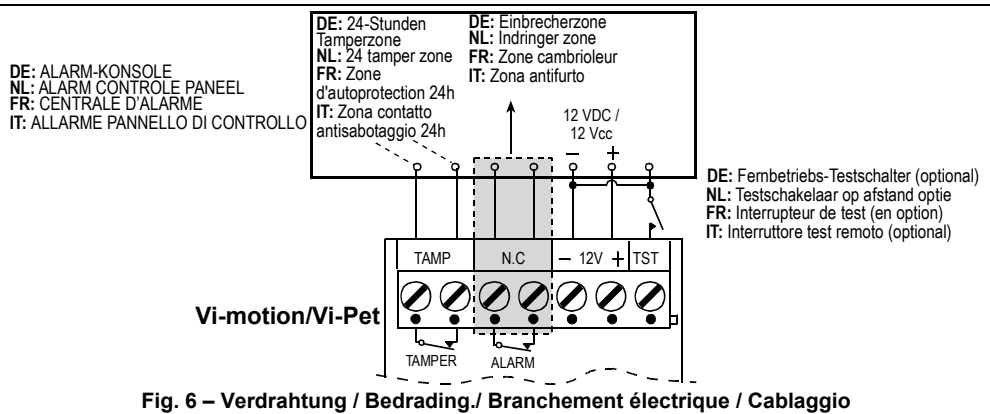 DE: 24-Stunden
Tamperzone
NL: 24 tamper zone
FR: Zone
d'autoprotection 24h
IT: Zona contatto
antisabotaggio 24h
DE: Einbrecherzone
NL: Indringer zone
FR: Zone cambrioleur
IT: Zona antifurto
DE: ALARM-KONSOLE
NL: ALARM CONTROLE PANEEL
FR: CENTRALE D'ALARME
IT: ALLARME PANNELLO DI CONTROLLO
12 VDC /
12 Vcc
– +
DE: Fernbetriebs-Testschalter (optional)
NL: Testschakelaar op afstand optie
FR: Interrupteur de test (en option)
IT: Interruttore test remoto (optional)
TAMP N.C – 12V + TST
Vi-motion/Vi-Pet
TAMPER ALARM
Fig. 6 – Verdrahtung / Bedrading./ Branchement électrique / Cablaggio